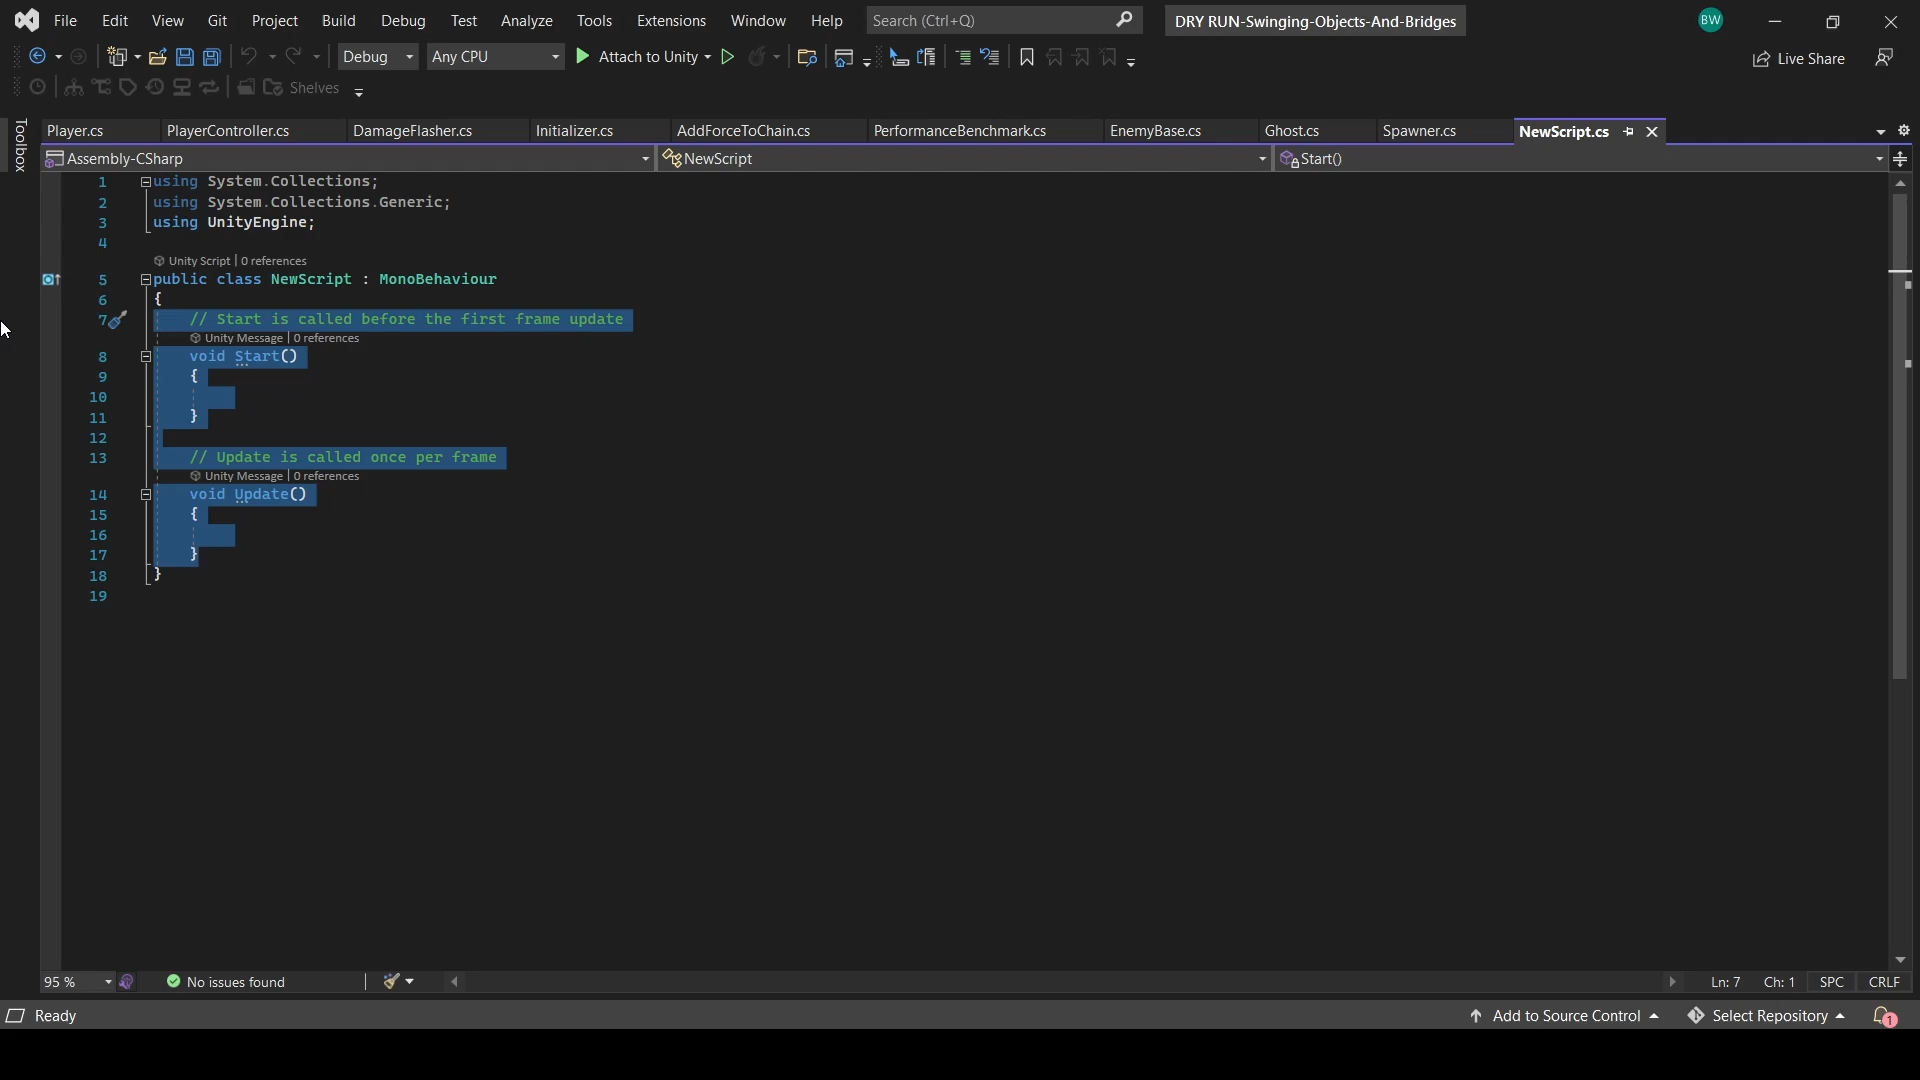 File Edit View Git Project Build Debug Test Analyze Tools Extensions Window Help Search (Ctrl+Q) DRY RUN-Swinging-Objects-And-Bridges BW
Debug Any CPU Attach to Unity Live Share
Shelves
Toolbox
Player.cs PlayerController.cs DamageFlasher.cs Initializer.cs AddForceToChain.cs PerformanceBenchmark.cs EnemyBase.cs Ghost.cs Spawner.cs NewScript.cs
Assembly-CSharp NewScript Start()
1 using System.Collections;
2 using System.Collections.Generic;
3 using UnityEngine;
4
Unity Script | 0 references
5 public class NewScript : MonoBehaviour
6 {
7 // Start is called before the first frame update
Unity Message | 0 references
8 void Start()
9 {
10
11 }
12
13 // Update is called once per frame
Unity Message | 0 references
14 void Update()
15 {
16
17 }
18 }
19
95 % No issues found Ln: 7 Ch: 1 SPC CRLF
Ready Add to Source Control Select Repository 1